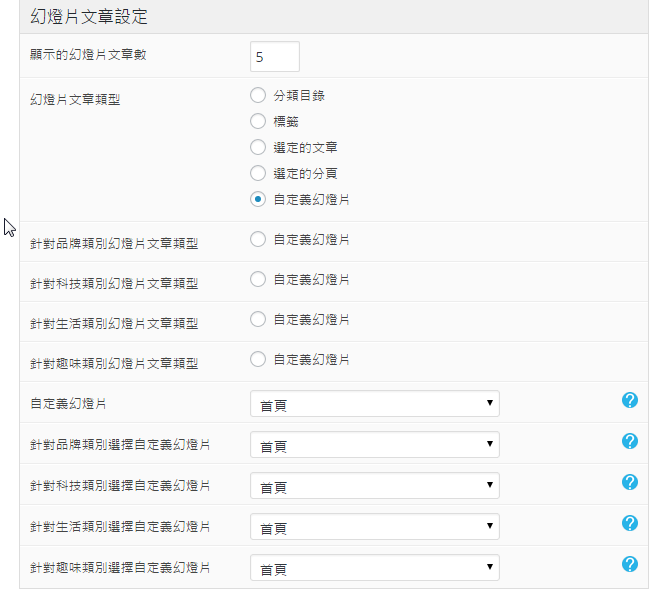 幻燈片文章設定
顯示的幻燈片文章數
5
幻燈片文章類型
分類目錄
標籤
選定的文章
選定的分頁
自定義幻燈片
針對品牌類別幻燈片文章類型
自定義幻燈片
針對科技類別幻燈片文章類型
自定義幻燈片
針對生活類別幻燈片文章類型
自定義幻燈片
針對趣味類別幻燈片文章類型
自定義幻燈片
自定義幻燈片
首頁
針對品牌類別選擇自定義幻燈片
首頁
針對科技類別選擇自定義幻燈片
首頁
針對生活類別選擇自定義幻燈片
首頁
針對趣味類別選擇自定義幻燈片
首頁